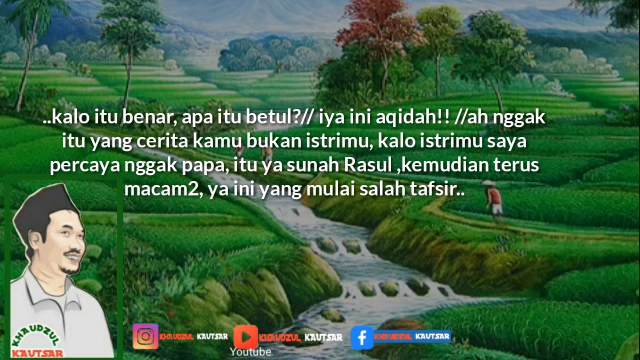 ..kalo itu benar, apa itu betul?// iya ini aqidah!! //ah nggak
itu yang cerita kamu bukan istrimu, kalo istrimu saya
percaya nggak papa, itu ya sunah Rasul ,kemudian terus
macam2, ya ini yang mulai salah tafsir..
KHAUDZUL
KAUTSAR
KHAUDZUL KAUTSAR
KHAUDZUL KAUTSAR
KHAUDZUL KAUTSAR
Youtube